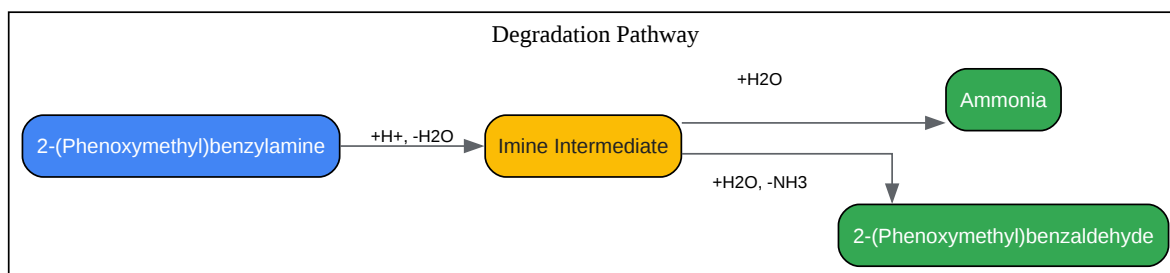 Degradation Pathway
+H2O
Ammonia
2-(Phenoxymethyl)benzylamine
+H+, -H2O
Imine Intermediate
+H2O, -NH3
2-(Phenoxymethyl)benzaldehyde